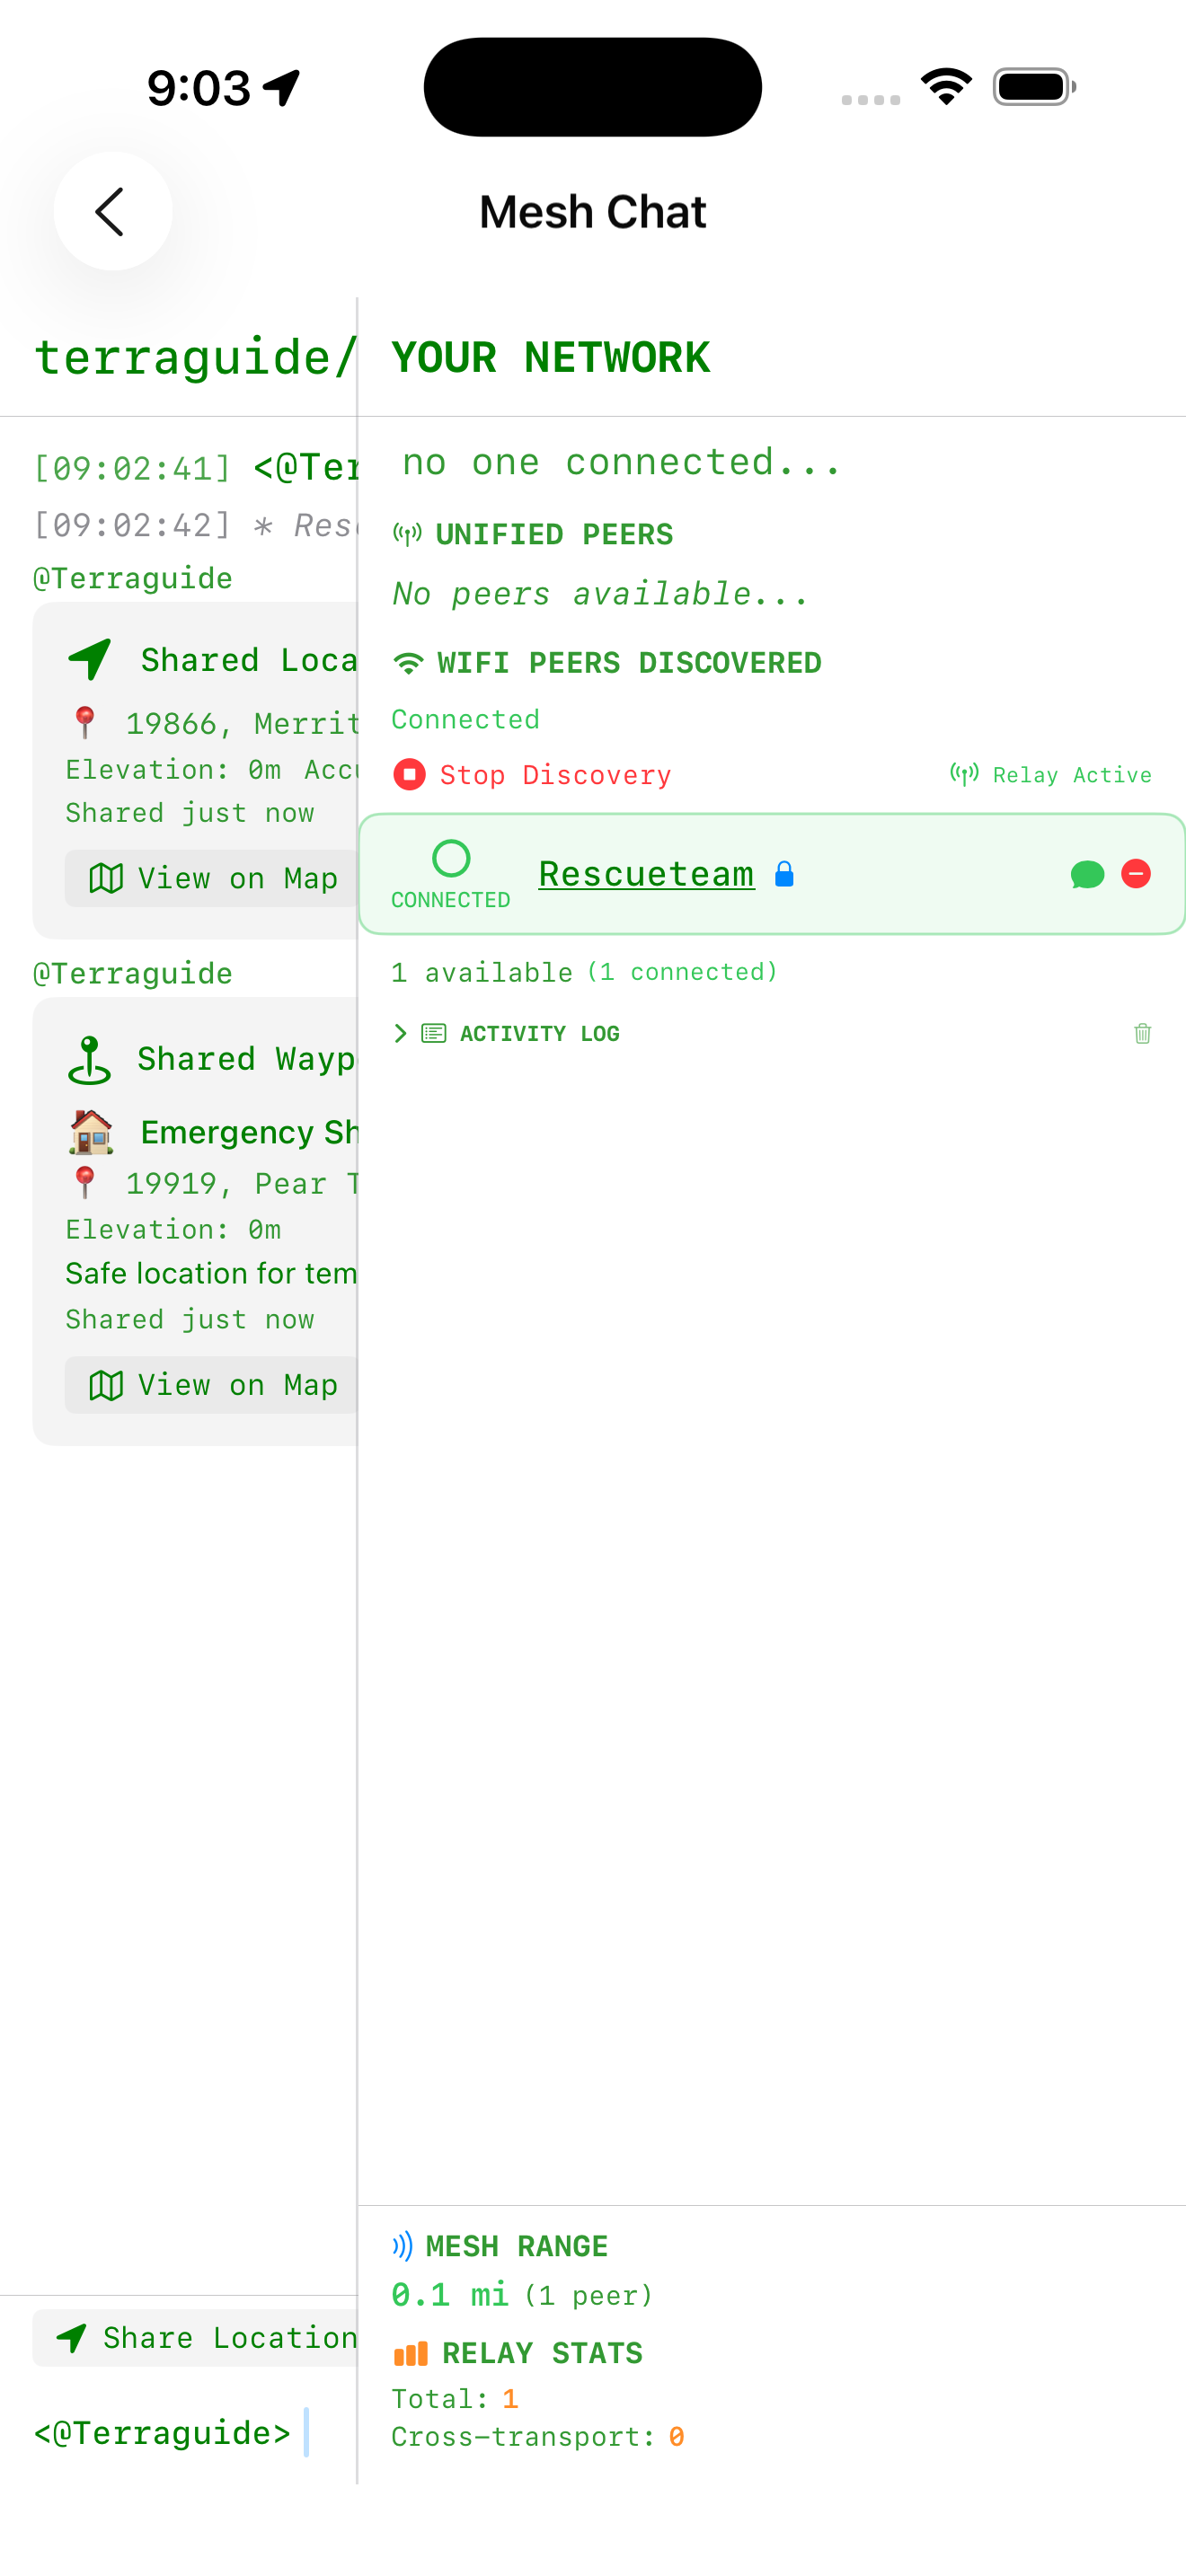 9:03
Mesh Chat
terraguide/
[09:02:41] <@Ter
[09:02:42] * Res
@Terraguide
Shared Loca
19866, Merrit
Elevation: 0m Acc
Shared just now
View on Map
@Terraguide
Shared Wayp
Emergency Sh
19919, Pear T
Elevation: 0m
Safe location for tem
Shared just now
View on Map
Share Location
<@Terraguide>
YOUR NETWORK
no one connected...
UNIFIED PEERS
No peers available...
WIFI PEERS DISCOVERED
Connected
Stop Discovery
Relay Active
CONNECTED
Rescueteam
1 available (1 connected)
ACTIVITY LOG
MESH RANGE
0.1 mi (1 peer)
RELAY STATS
Total: 1
Cross-transport: 0